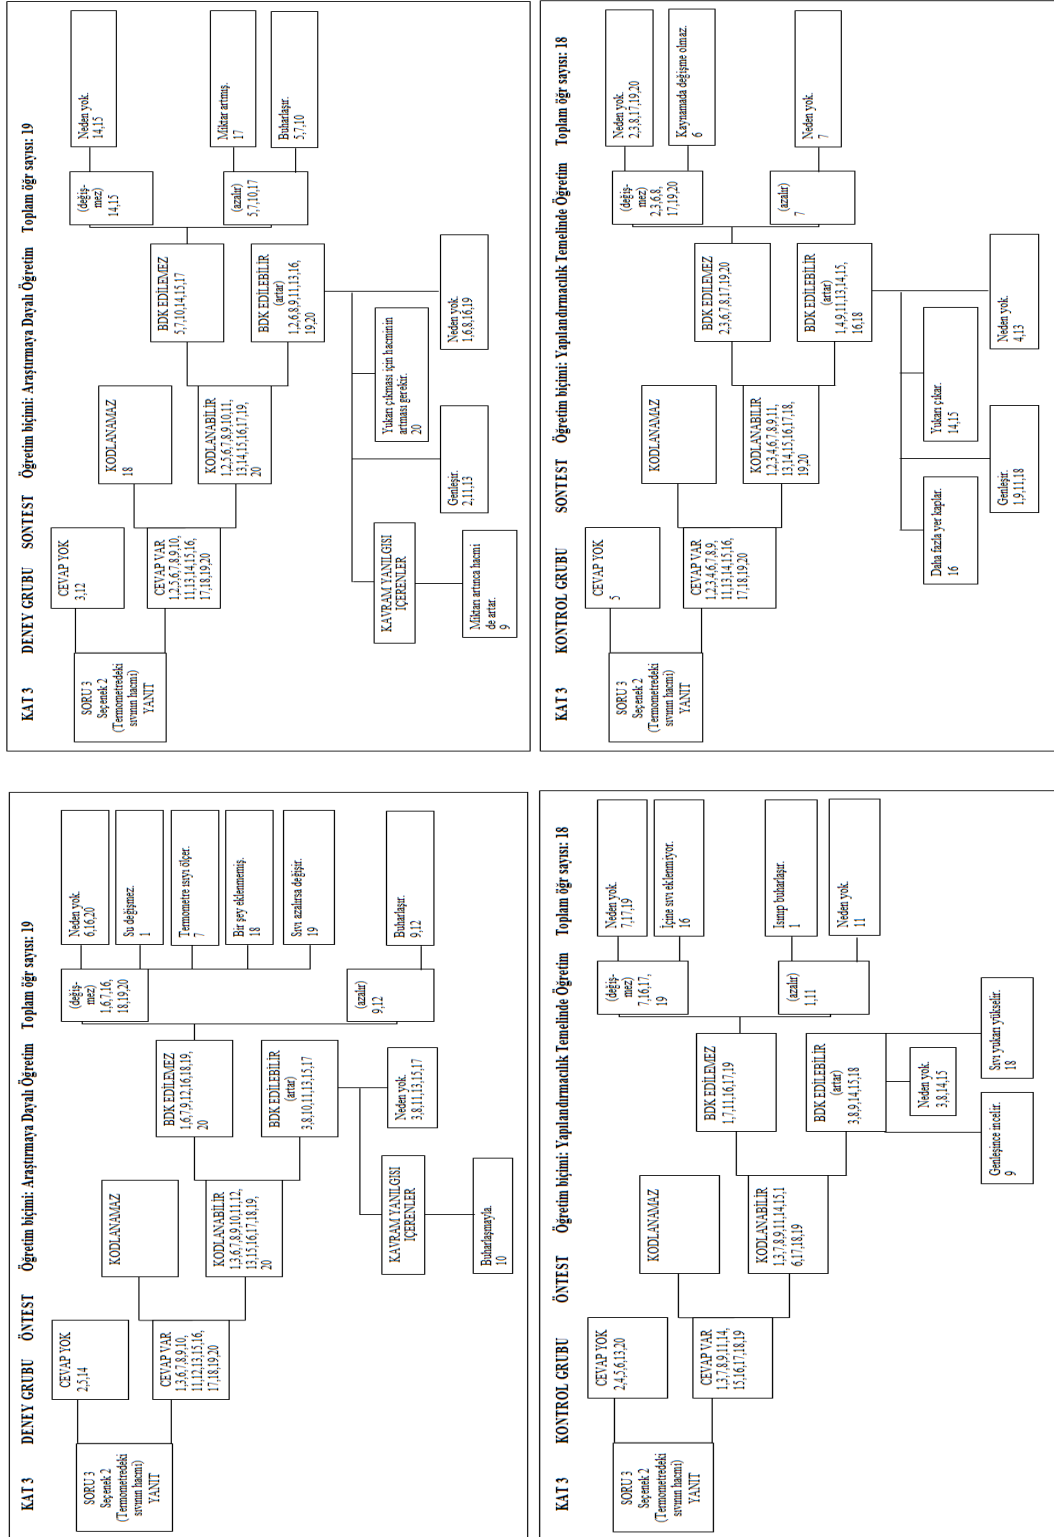 KAT 3 DENEY GRUBU ÖNTEST Öğretim biçimi: Araştırmaya Dayalı Öğretim Toplam öğr sayısı: 19
SORU 3
Seçenek 2
(Termometredeki
sıvının hacmi)
YANIT
CEVAP YOK
2,5,14
CEVAP VAR
1,3,6,7,8,9,10,
11,12,13,15,16,
17,18,19,20
KODLANAMAZ
KODLANABİLİR
1,3,6,7,8,9,10,11,12,
13,15,16,17,18,19,
20
BDK EDİLEMEZ
1,6,7,9,12,16,18,19,
20
BDK EDİLEBİLİR
(artar)
3,8,10,11,13,15,17
(değiş-
mez)
1,6,7,16,
18,19,20
Neden yok.
6,16,20
Su değişmez.
1
Termometre ısıyı ölçer.
7
Bir şey eklenmemiş.
18
Sıvı azalırsa değişir.
19
(azalır)
9,12
Buharlaşır.
9,12
Neden yok.
3,8,11,13,15,17
KAVRAM YANILGISI
İÇERENLER
Buharlaşmayla.
10
KAT 3 KONTROL GRUBU ÖNTEST Öğretim biçimi: Yapılandırmacılık Temelinde Öğretim Toplam öğr sayısı: 18
SORU 3
Seçenek 2
(Termometredeki
sıvının hacmi)
YANIT
CEVAP YOK
2,4,5,6,13,20
CEVAP VAR
1,3,7,8,9,11,14,
15,16,17,18,19
KODLANAMAZ
KODLANABİLİR
1,3,7,8,9,11,14,15,1
6,17,18,19
BDK EDİLEMEZ
1,7,11,16,17,19
BDK EDİLEBİLİR
(artar)
3,8,9,14,15,18
(değiş-
mez)
7,16,17,
19
Neden yok.
7,17,19
İçine sıvı eklenmiyor.
16
(azalır)
1,11
Isınıp buharlaşır.
1
Neden yok.
11
Neden yok.
3,8,14,15
Sıvı yukarı yükselir.
18
Genleşince incelir.
9
KAT 3 DENEY GRUBU SONTEST Öğretim biçimi: Araştırmaya Dayalı Öğretim Toplam öğr sayısı: 19
SORU 3
Seçenek 2
(Termometredeki
sıvının hacmi)
YANIT
CEVAP YOK
3,12
CEVAP VAR
1,2,5,6,7,8,9,10,
11,13,14,15,16,
17,18,19,20
KODLANAMAZ
18
KODLANABİLİR
1,2,5,6,7,8,9,10,11,
13,14,15,16,17,19,
20
BDK EDİLEMEZ
5,7,10,14,15,17
BDK EDİLEBİLİR
(artar)
1,2,6,8,9,11,13,16,
19,20
(değiş-
mez)
14,15
Neden yok.
14,15
(azalır)
5,7,10,17
Miktar artmış.
17
Buharlaşır.
5,7,10
Yukarı çıkması için hacminin
artması gerekir.
20
Neden yok.
1,6,8,16,19
Genleşir.
2,11,13
KAVRAM YANILGISI
İÇERENLER
Miktarı artınca hacmi
de artar.
9
KAT 3 KONTROL GRUBU SONTEST Öğretim biçimi: Yapılandırmacılık Temelinde Öğretim Toplam öğr sayısı: 18
SORU 3
Seçenek 2
(Termometredeki
sıvının hacmi)
YANIT
CEVAP YOK
5
CEVAP VAR
1,2,3,4,6,7,8,9,
11,13,14,15,16,
17,18,19,20
KODLANAMAZ
KODLANABİLİR
1,2,3,4,6,7,8,9,11,
13,14,15,16,17,18,
19,20
BDK EDİLEMEZ
2,3,6,7,8,17,19,20
BDK EDİLEBİLİR
(artar)
1,4,9,11,13,14,15,
16,18
(değiş-
mez)
2,3,6,8,
17,19,20
Neden yok.
2,3,8,17,19,20
Kaynamada değişme olmaz.
6
(azalır)
7
Neden yok.
7
Yukarı çıkar.
14,15
Neden yok.
4,13
Daha fazla yer kaplar.
16
Genleşir.
1,9,11,18